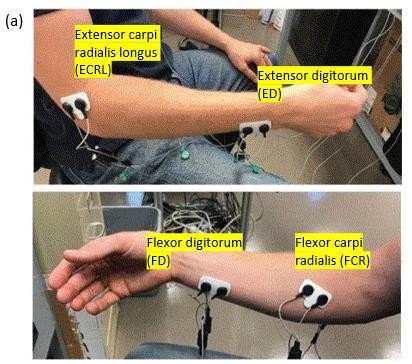 (a)
Extensor carpi
radialis longus
(ECRL)
Extensor digitorum
(ED)
Flexor digitorum
(FD)
Flexor carpi
radialis (FCR)